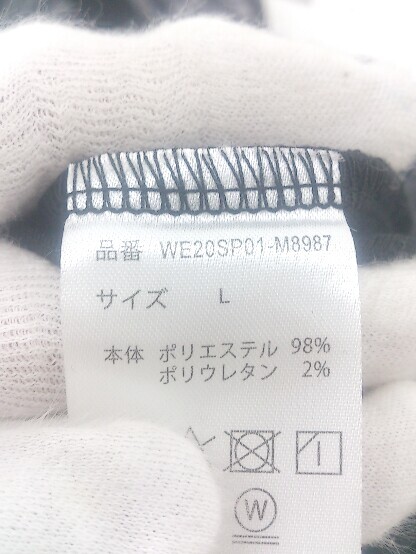 品番 WE20SP01-M8987
サイズ L
本体 ポリエステル 98%
ポリウレタン 2%
W